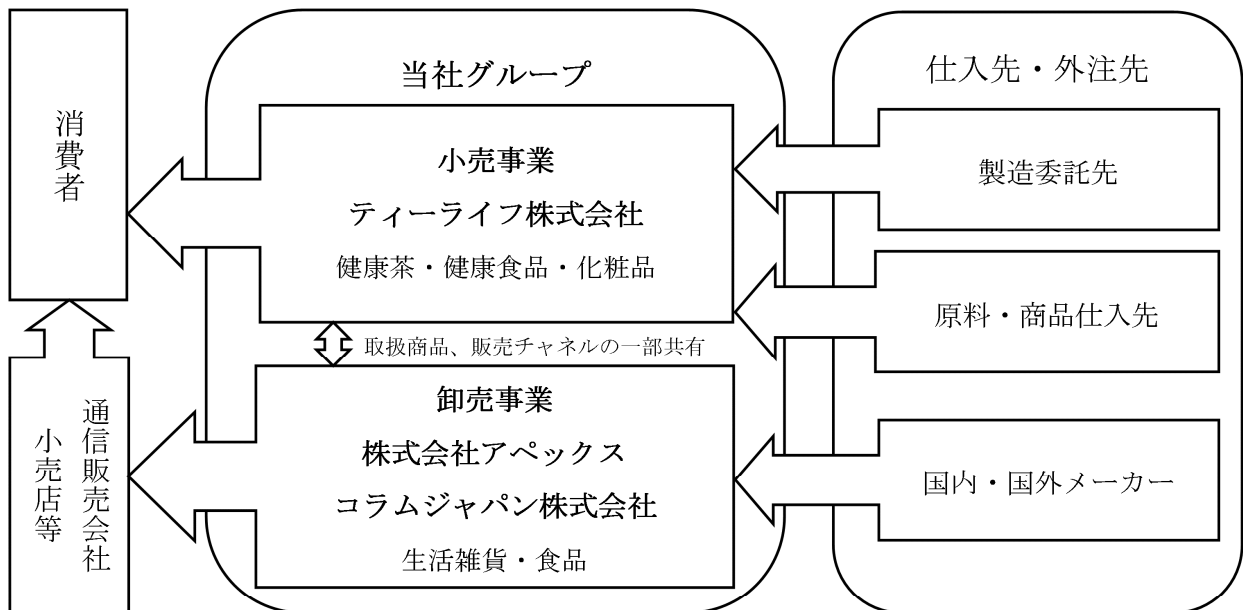 消費者
通信販売会社
小売店等
当社グループ
小売事業
ティーライフ株式会社
健康茶・健康食品・化粧品
取扱商品、販売チャネルの一部共有
卸売事業
株式会社アペックス
コラムジャパン株式会社
生活雑貨・食品
仕入先・外注先
製造委託先
原料・商品仕入先
国内・国外メーカー